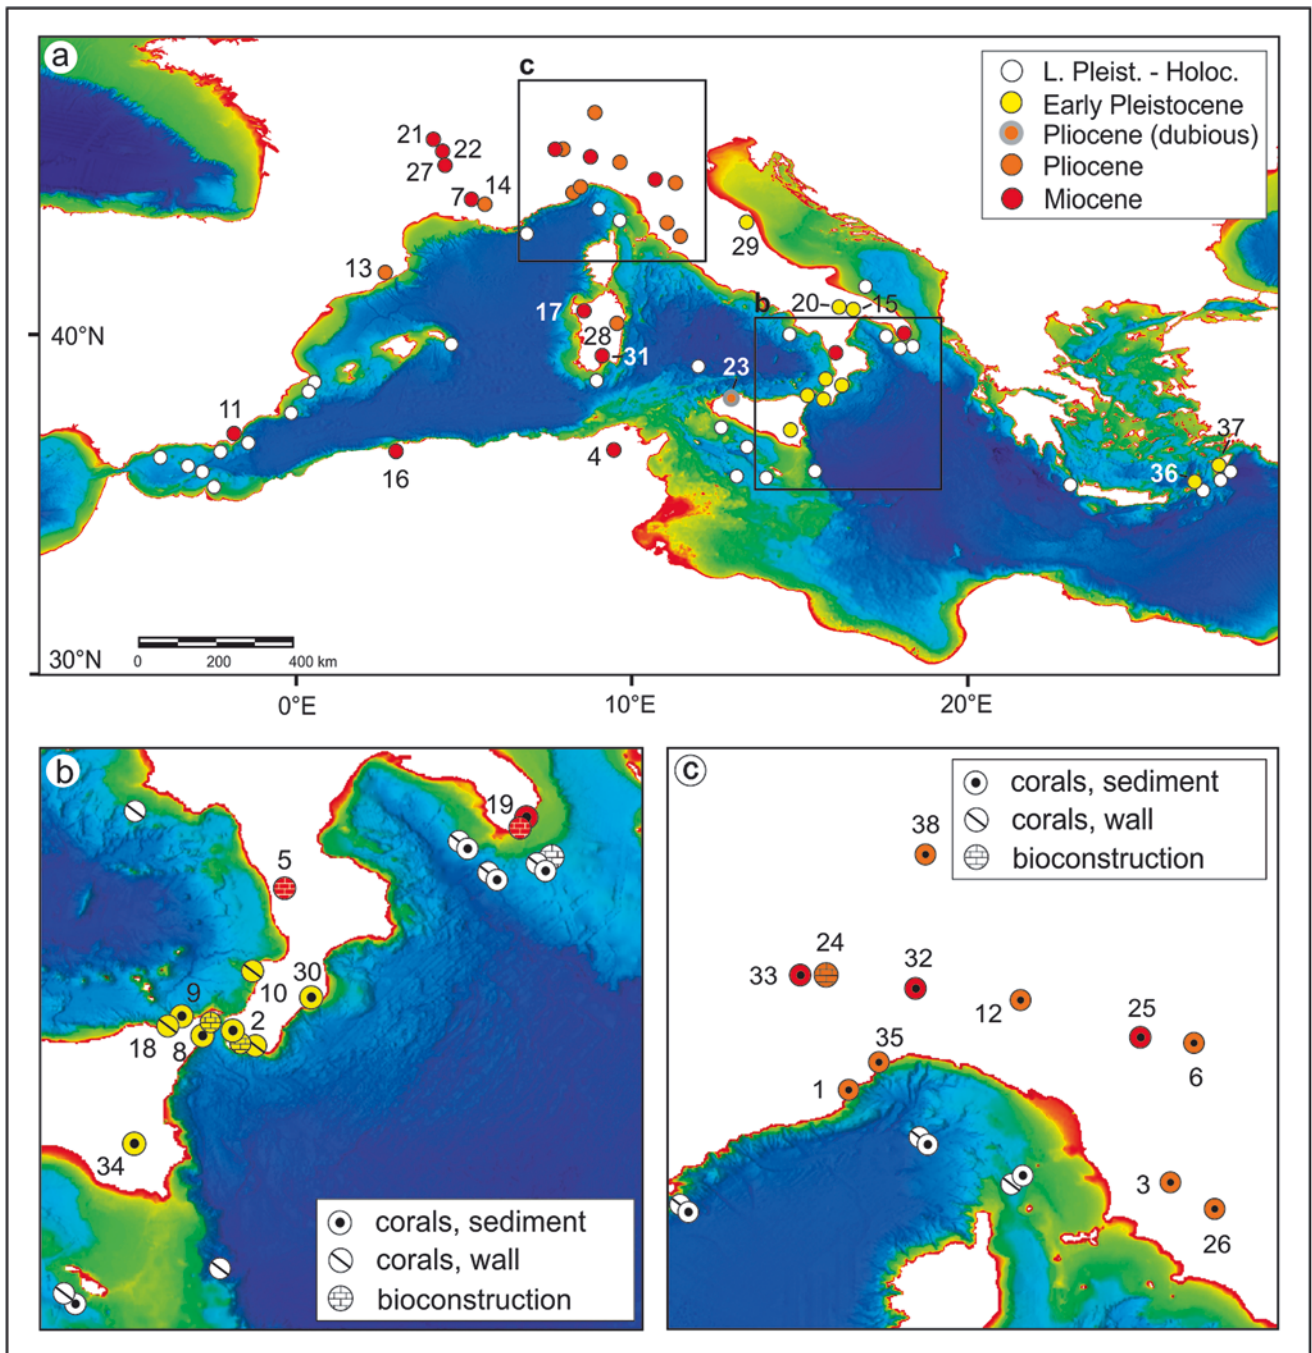 a
c
L. Pleist. - Holoc.
Early Pleistocene
Pliocene (dubious)
Pliocene
Miocene
21
22
27
7
14
13
29
17
28
31
20
15
b
23
40°N
11
16
4
37
36
0
200
400 km
30°N
0°E
10°E
20°E
b
19
5
30
9
10
2
18
8
34
corals, sediment
corals, wall
bioconstruction
c
corals, sediment
corals, wall
bioconstruction
38
24
33
32
12
25
35
6
1
3
26